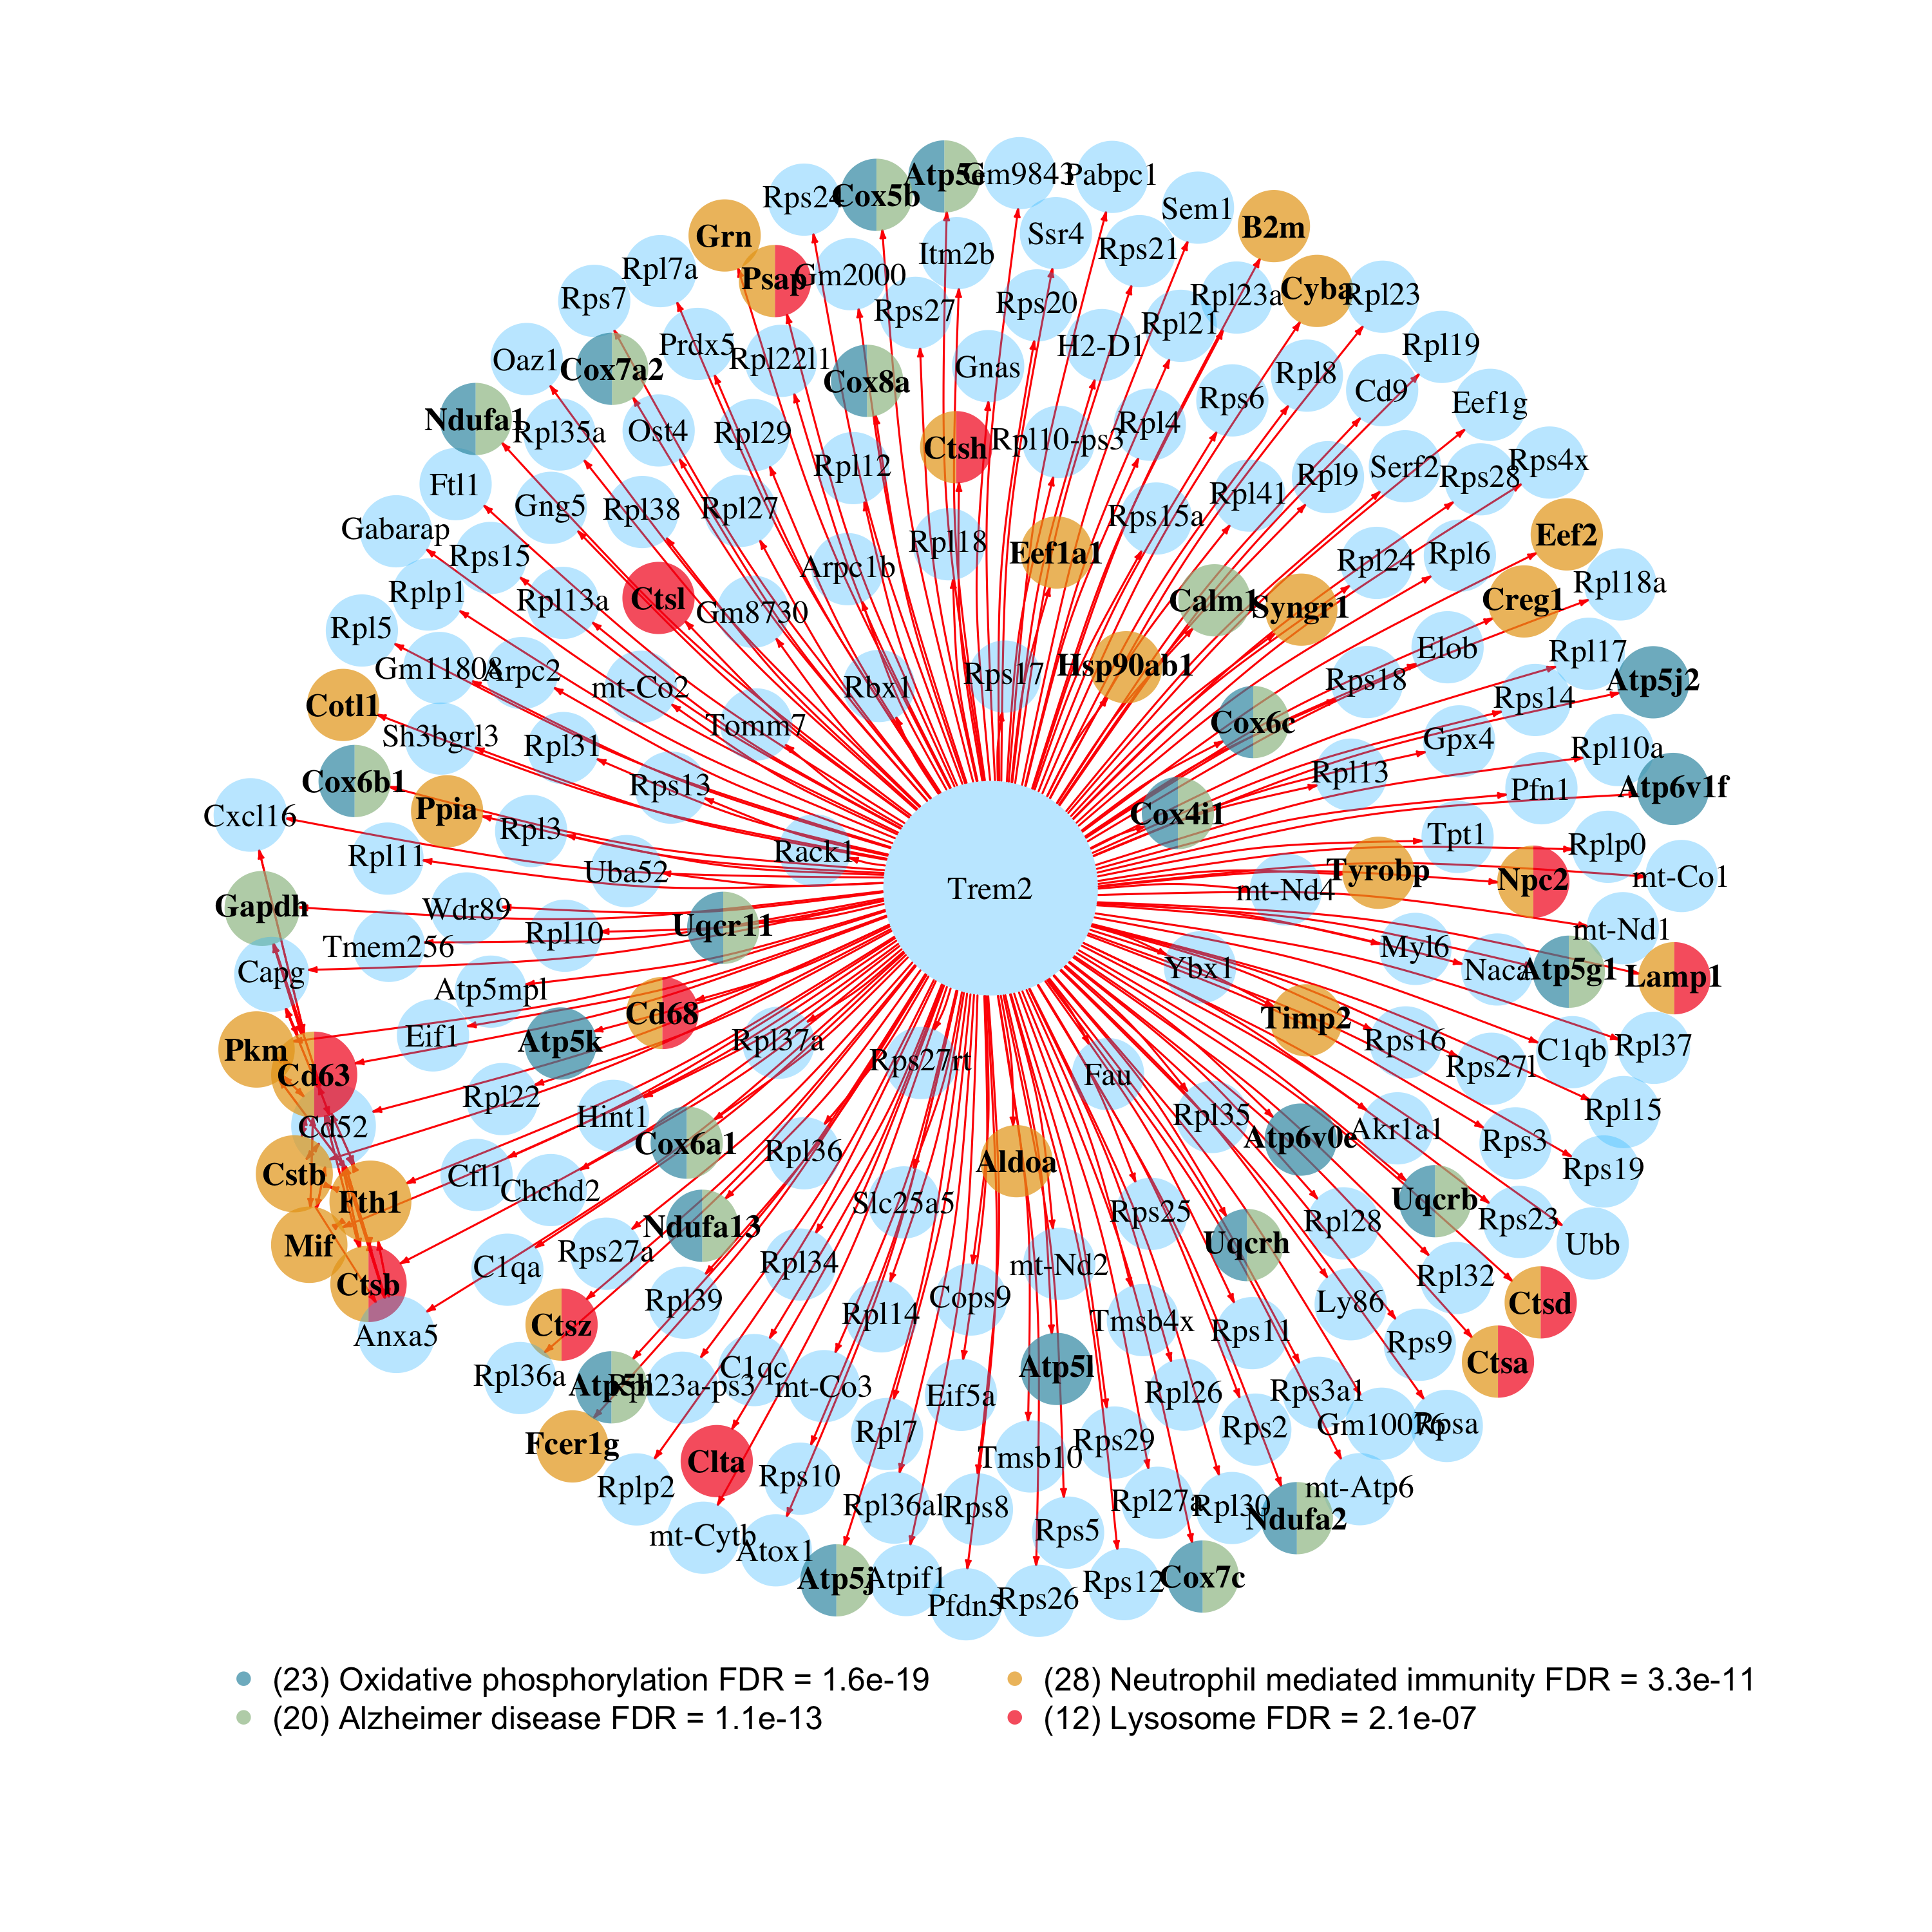 Atp5e Gm9843 Pabpc1
Rps24 Cox5b Sem1
Grn Ssr4 B2m
Itm2b Rps21
Rpl7a Psap Gm2000 Cyba
Rps7 Rps27 Rps20 Rpl23a Rpl23
Rpl21
Oaz1 Cox7a2 Prdx5 Rpl22l1 Cox8a Gnas H2-D1 Rpl8 Rpl19
Ndufa1 Rps6 Cd9 Eef1g
Rpl35a Ost4 Rpl29 Rpl12 Ctsh Rpl10-ps3 Rpl4
Ftl1 Rpl9 Serf2 Rps28 Rps4x
Gng5 Rpl38 Rpl27 Rps15a Rpl41
Gabarap Rps15 Arpc1b Rpl18 Eef1a1 Rpl24 Rpl6 Eef2
Rplp1 Rpl13a Ctsl Gm8730 Calm1 Syngr1 Creg1 Rpl18a
Rpl5 Gm11808 Arpc2 mt-Co2 Rbx1 Rps17 Hsp90ab1 Rps18 Elob Rpl17 Atp5j2
Cotl1 Sh3bgrl3 Rpl31 Tomm7 Cox6c Gpx4 Rps14 Rpl10a
Cox6b1 Ppia Rps13 Rpl13 Pfn1 Atp6v1f
Cxcl16 Rpl3 Cox4i1
Rpl11 Uba52 Rack1 Tpt1 Rplp0
Trem2 mt-Nd4 Tyrobp Npc2 mt-Co1
Gapdh Wdr89 Rpl10 Uqcr11 mt-Nd1
Tmem256 Myl6
Capg Atp5mpl Ybx1 Naca Atp5g1 Lamp1
Pkm Eif1 Atp5k Cd68 Rpl37a Rps27rt Timp2 Rps16 C1qb Rpl37
Cd63 Fau Rps27l
Cd52 Rpl22 Hint1 Cox6a1 Rpl36 Rpl35 Atp6v0e Akr1a1 Rps3 Rpl15
Cstb Fth1 Cfl1 Chchd2 Slc25a5 Aldoa Rps25 Uqcrb Rps19
Mif Rps27a Ndufa13 Rpl34 mt-Nd2 Uqcrh Rpl28 Rps23 Ubb
Ctsb C1qa Rpl39 Rpl14 Cops9 Tmsb4x Rps11 Ly86 Rpl32 Ctsd
Anxa5 Ctsz C1qc Rps9
Rpl36a Atp5h Rpl23a-ps3 mt-Co3 Eif5a Atp5l Rpl26 Rps3a1 Ctsa
Fcer1g Clta Rpl7 Tmsb10 Rps29 Rps2 Gm10076 Rpsa
Rplp2 Rps10 Rpl36al Rps8 Rpl27a Rpl30 mt-Atp6
mt-Cytb Atox1 Rps5 Ndufa2
Atp5j Atpif1 Pfdn5 Rps26 Rps12 Cox7c
(23) Oxidative phosphorylation FDR = 1.6e-19
(20) Alzheimer disease FDR = 1.1e-13
(28) Neutrophil mediated immunity FDR = 3.3e-11
(12) Lysosome FDR = 2.1e-07